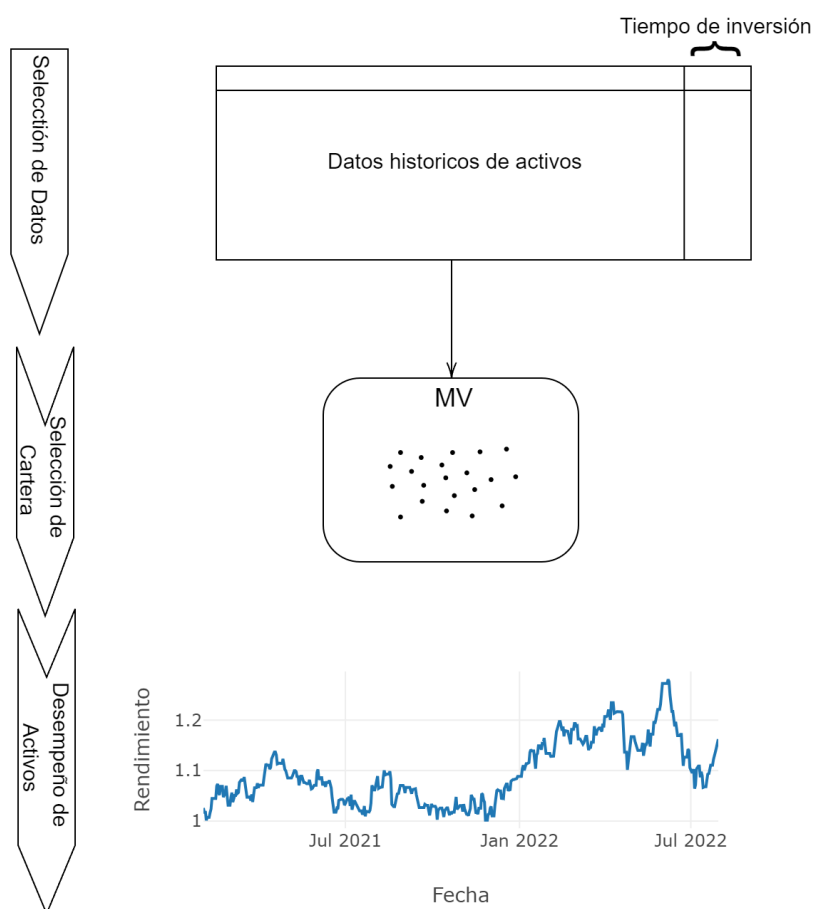 Tiempo de inversión
Selecctión de Datos
Datos historicos de activos
MV
Selección de
Cartera
Desempeño de
Activos
Rendimiento
1.2
1.1
1
Jul 2021
Jan 2022
Jul 2022
Fecha